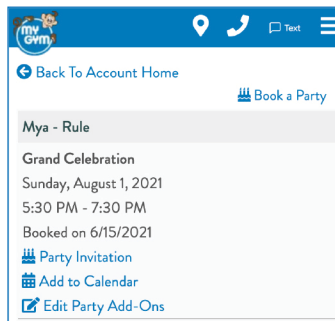 my
GYM
Text
Back To Account Home
Book a Party
Mya - Rule
Grand Celebration
Sunday, August 1, 2021
5:30 PM - 7:30 PM
Booked on 6/15/2021
Party Invitation
Add to Calendar
Edit Party Add-Ons